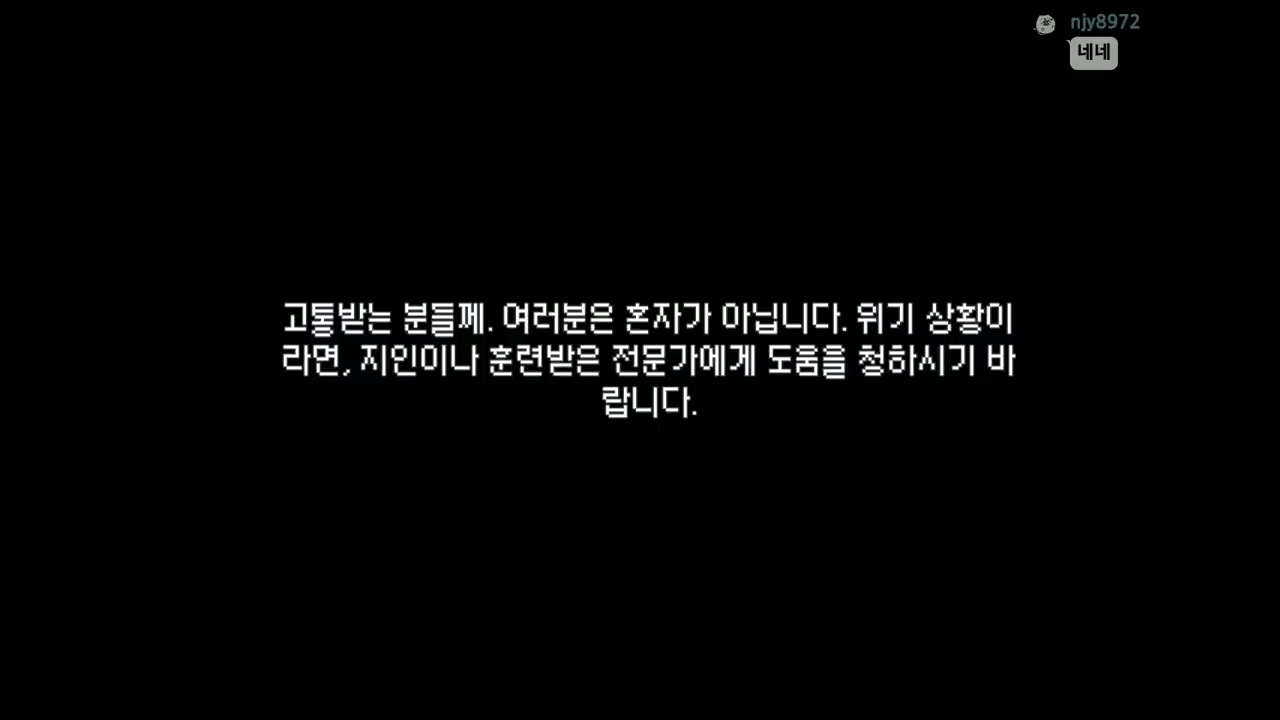 njy8972
네네
고통받는 분들께. 여러분은 혼자가 아닙니다. 위기 상황이
라면, 지인이나 훈련받은 전문가에게 도움을 청하시기 바
랍니다.